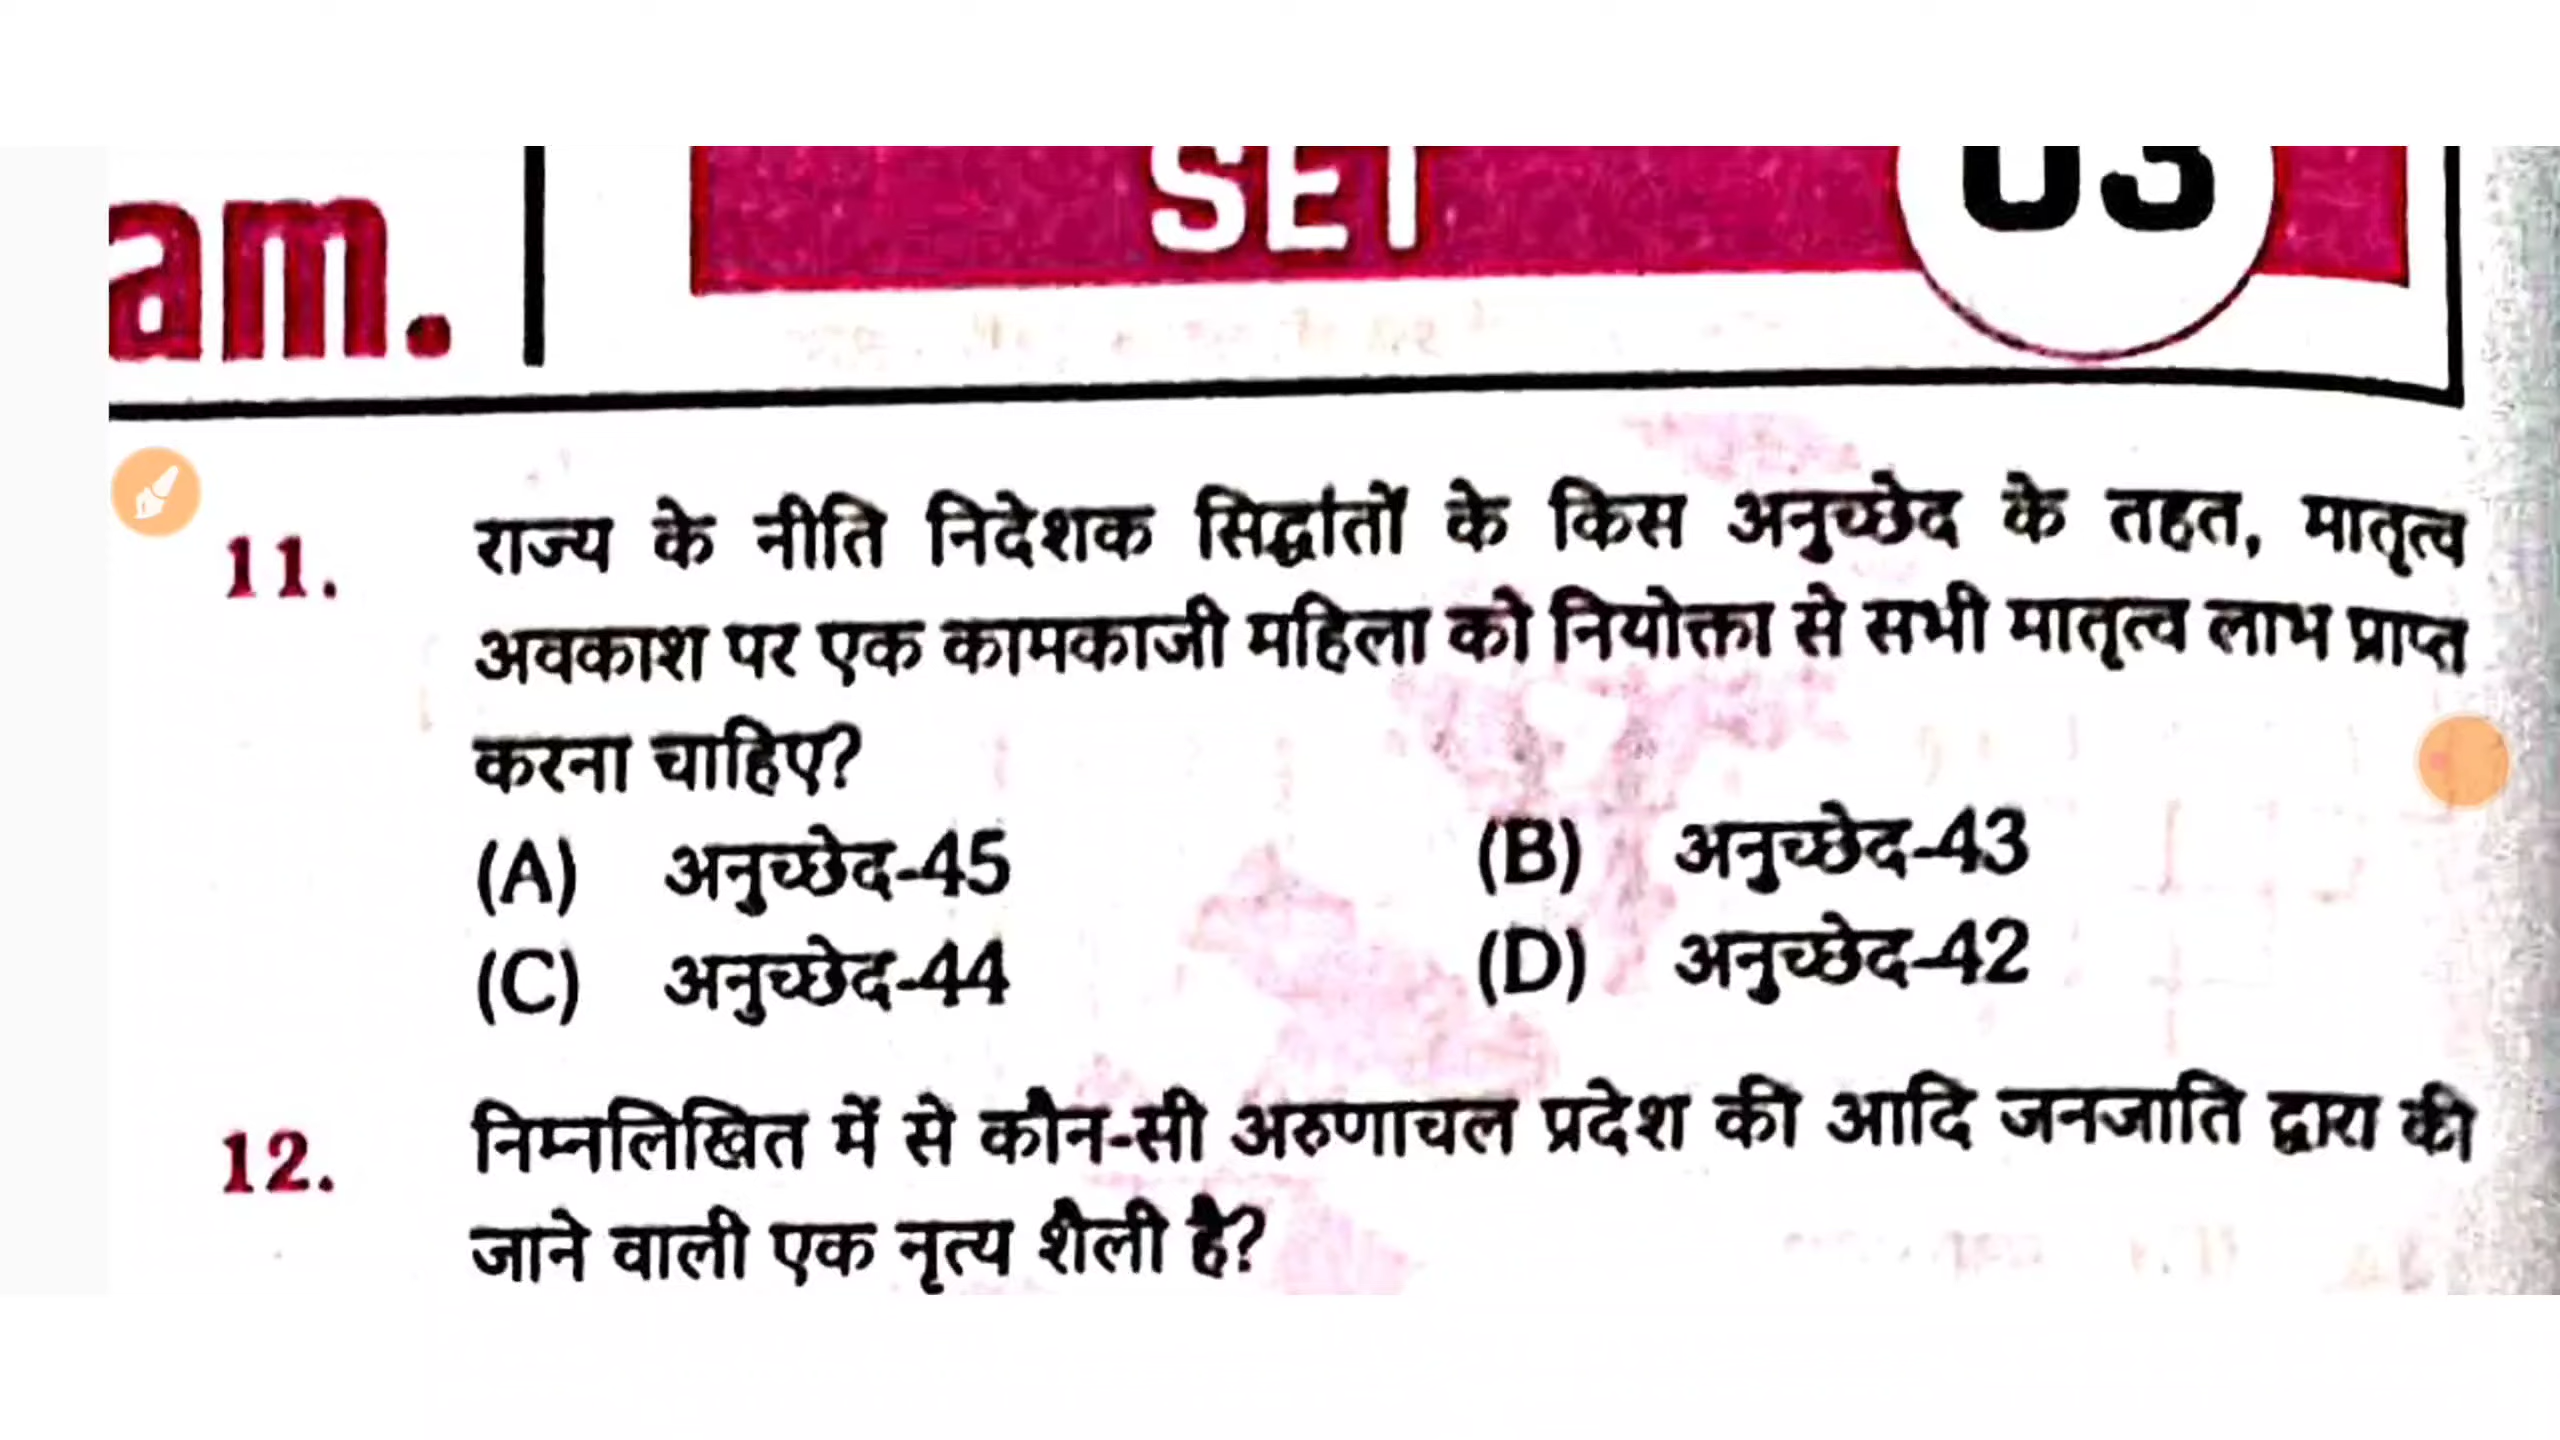 am.
SET
03
11. राज्य के नीति निदेशक सिद्धांतों के किस अनुच्छेद के तहत, मातृत्व
अवकाश पर एक कामकाजी महिला को नियोक्ता से सभी मातृत्व लाभ प्राप्त
करना चाहिए?
(A) अनुच्छेद-45 (B) अनुच्छेद-43
(C) अनुच्छेद-44 (D) अनुच्छेद-42
12. निम्नलिखित में से कौन-सी अरुणाचल प्रदेश की आदि जनजाति द्वारा की
जाने वाली एक नृत्य शैली है?